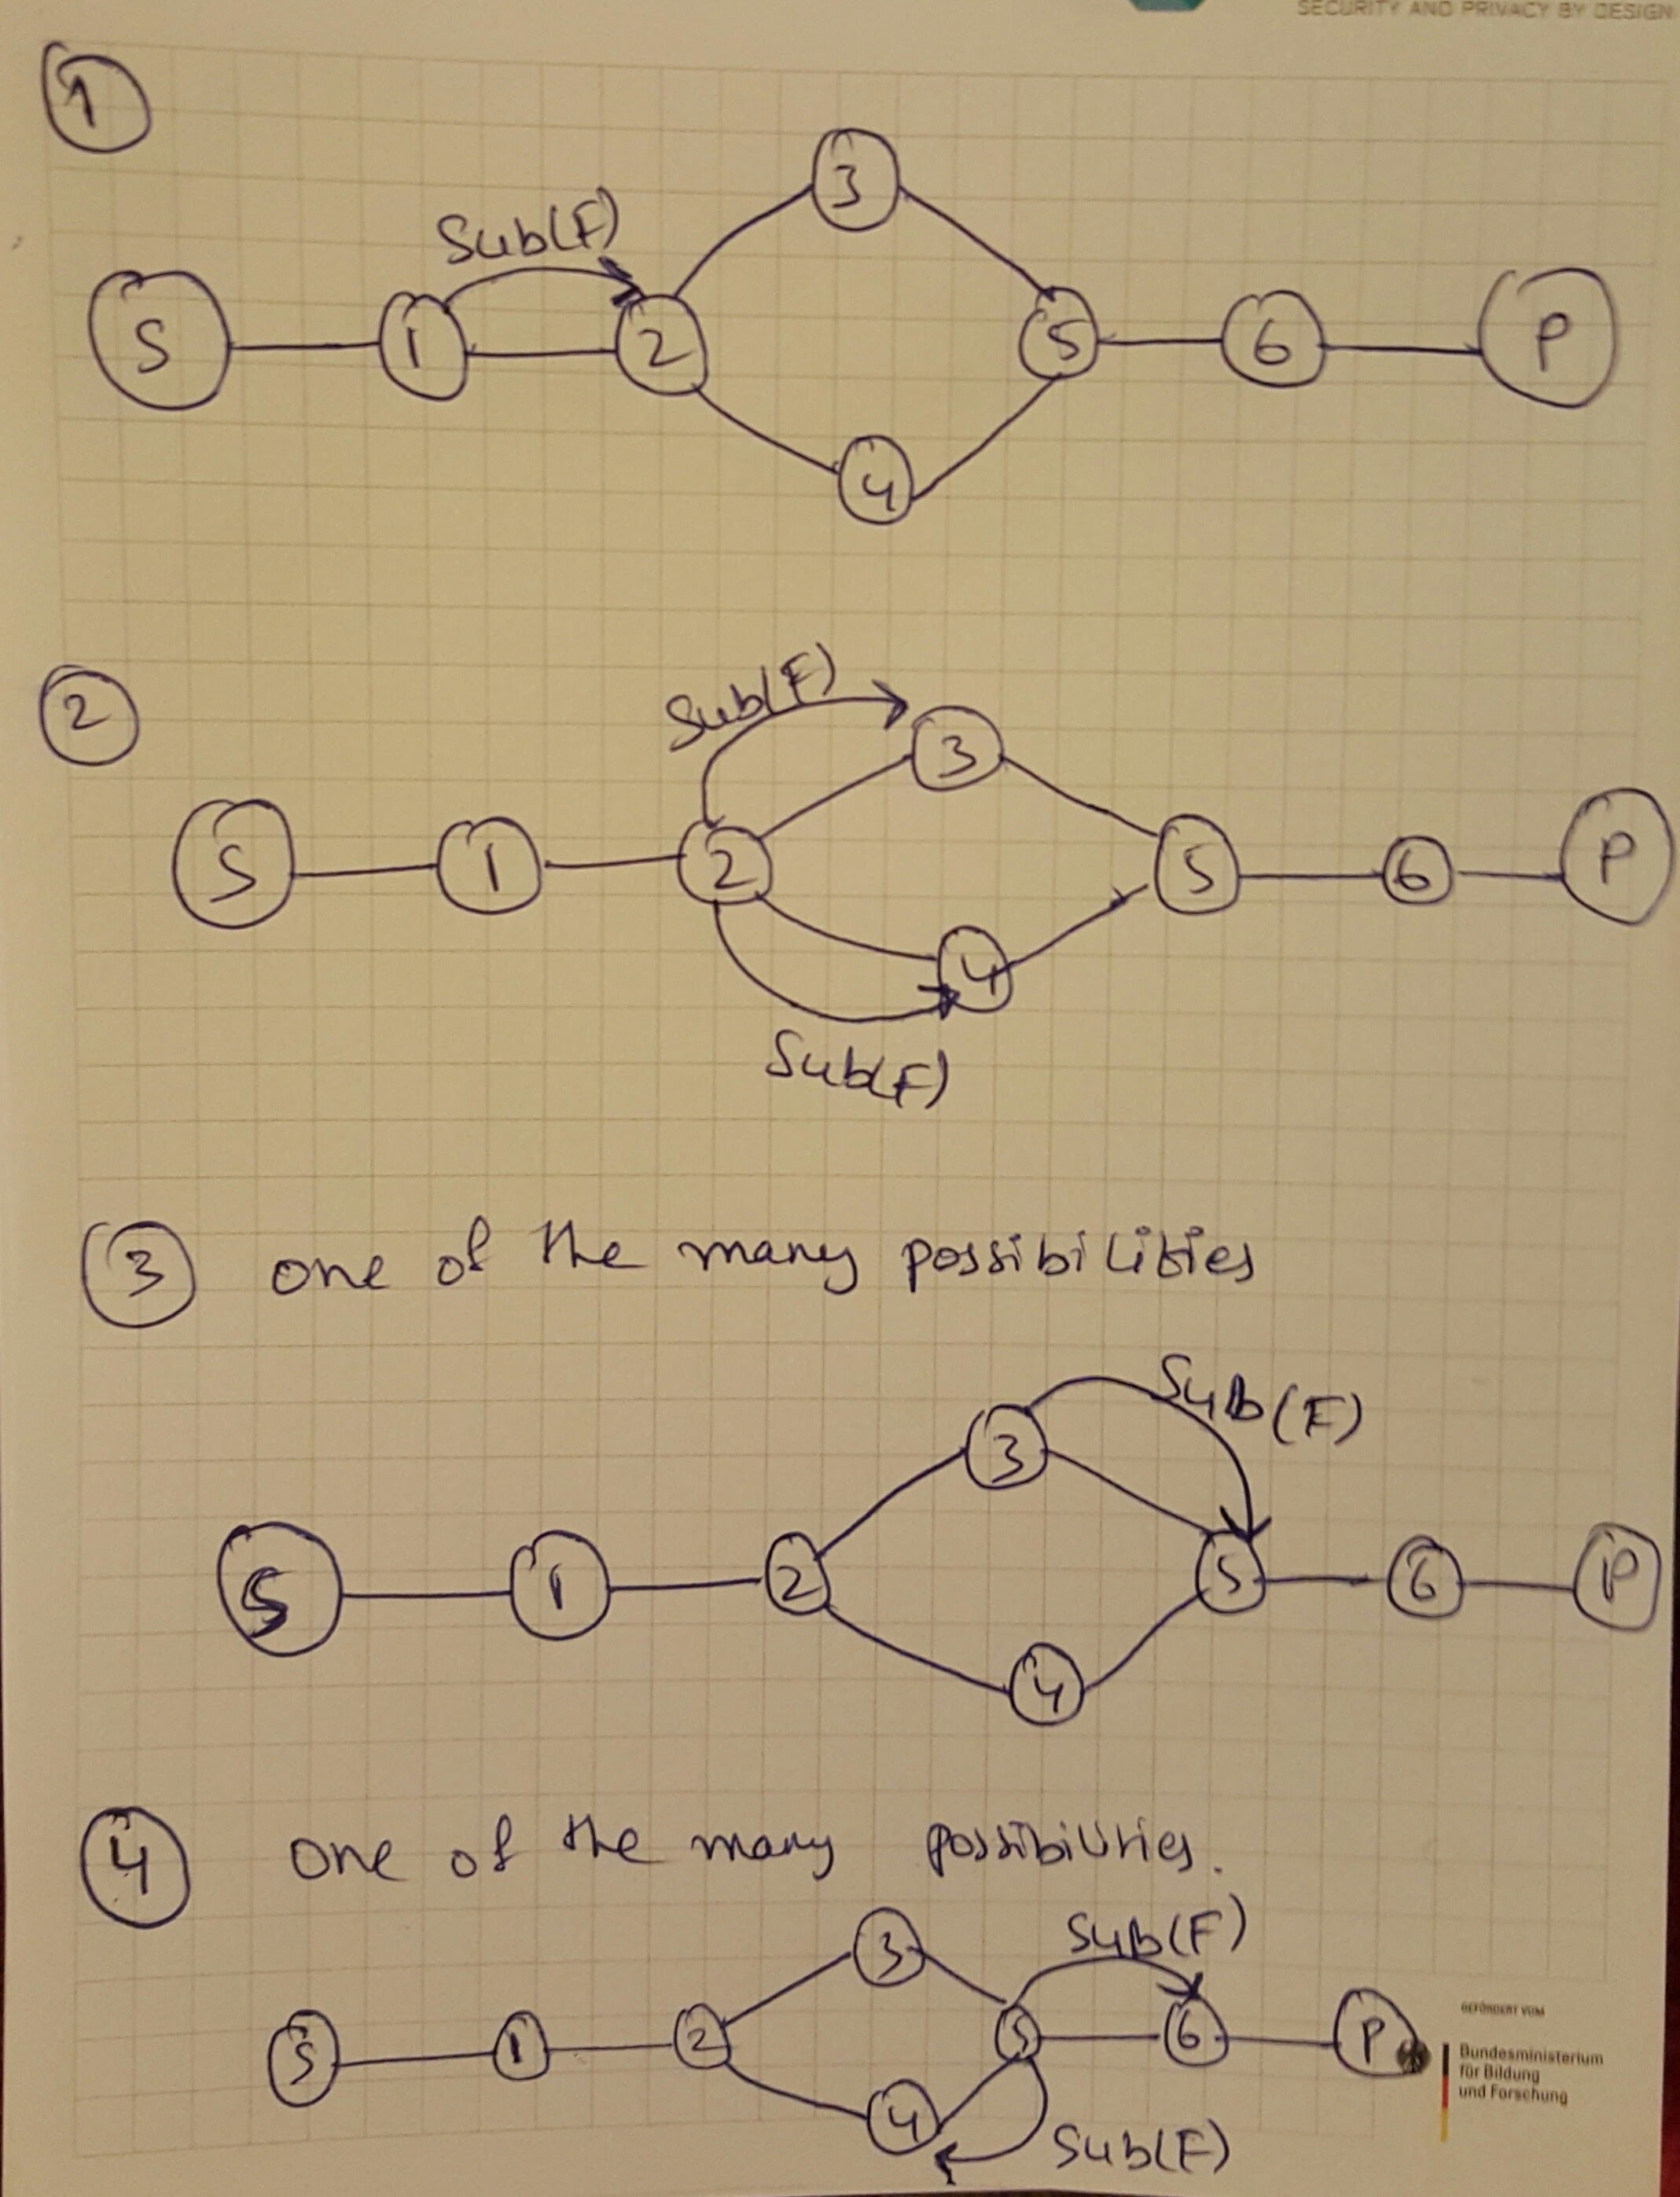 SECURITY AND PRIVACY BY DESIGN
1
3
Sub(F)
S 1 2 5 6 P
4
2
Sub(F)
3
S 1 2 5 6 P
4
Sub(F)
3 one of the many possibilities
Sub(F)
3
S 1 2 5 6 P
4
4 one of the many possibilities.
Sub(F)
3
S 1 2 5 6 P
4
Sub(F)
GEFÖRDERT VOM
Bundesministerium
für Bildung
und Forschung